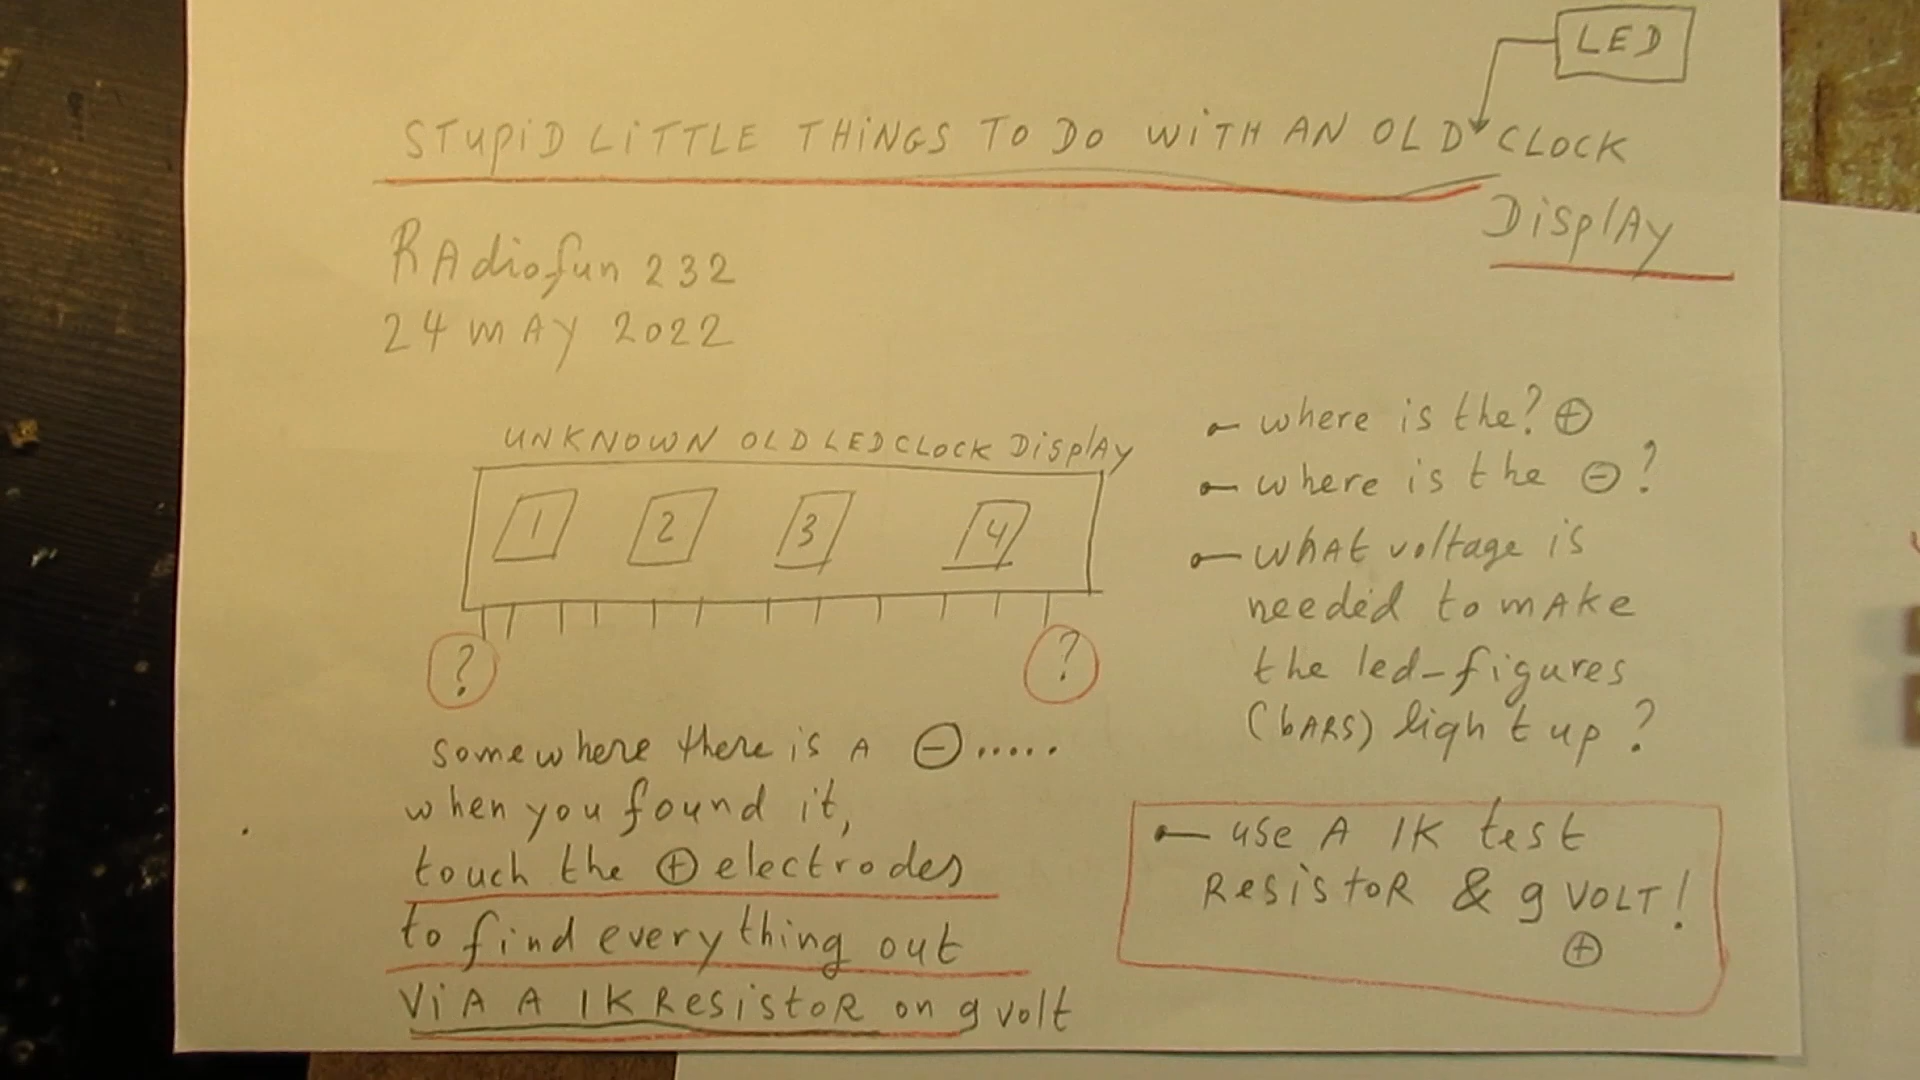 LED
STUPID LITTLE THINGS TO DO WITH AN OLD CLOCK
DISPLAY
RAdiofun 232
24 MAY 2022
UNKNOWN OLD LED CLOCK DISPLAY
1 2 3 4
? ?
somewhere there is A ⊖.....
when you found it,
touch the ⊕ electrodes
to find everything out
VIA A 1K RESISTOR on 9 volt
- where is the? ⊕
- where is the ⊖?
- WHAT voltage is
needed to MAKE
the led-figures
(bARS) light up?
- USE A 1K test
RESISTOR & 9 VOLT!
⊕